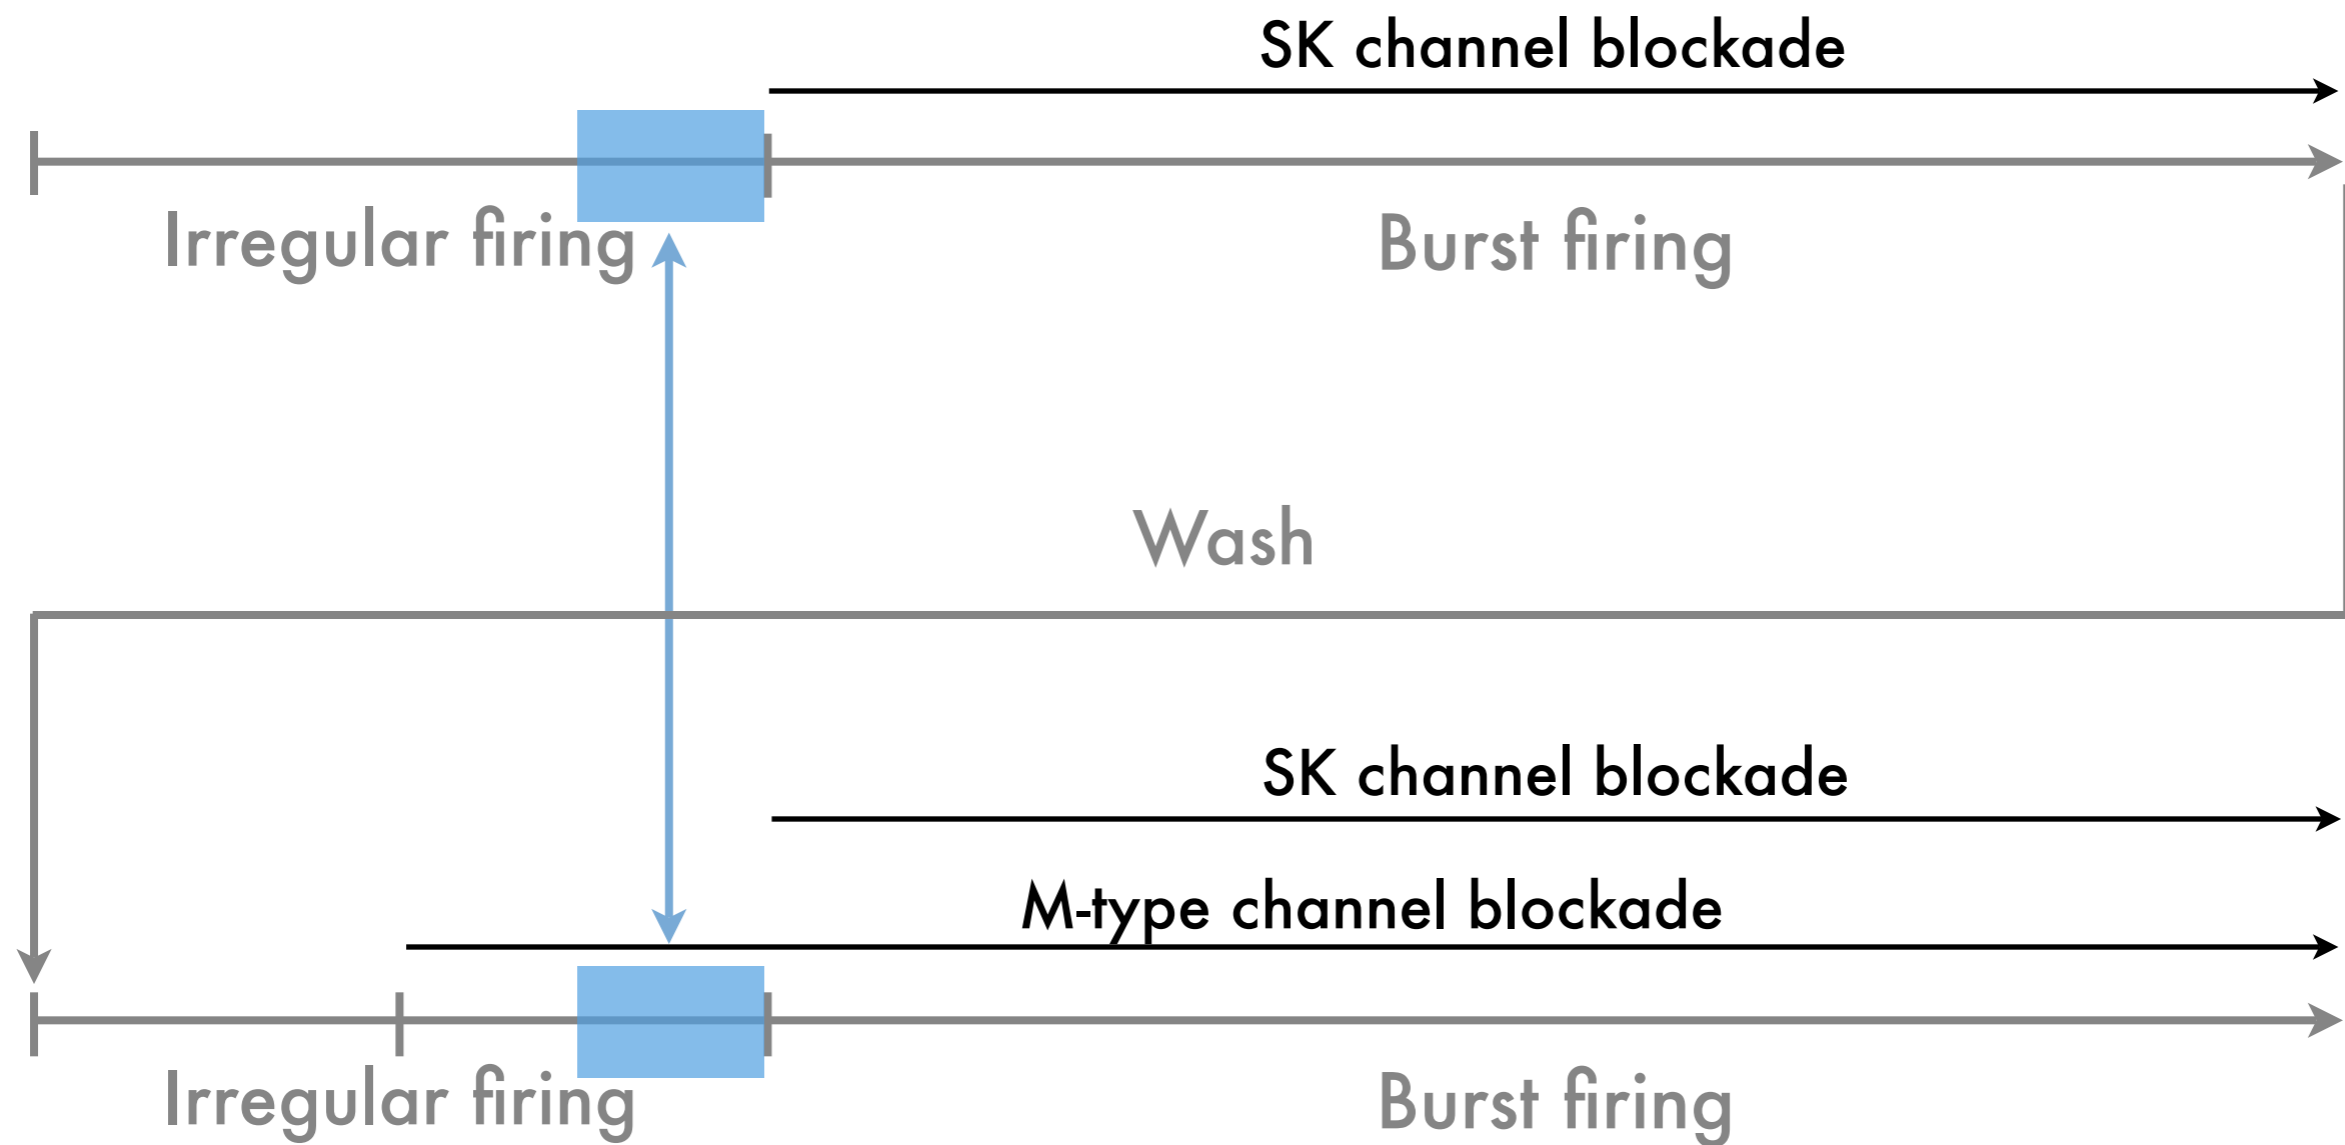 SK channel blockade
Irregular firing
Burst firing
Wash
SK channel blockade
M-type channel blockade
Irregular firing
Burst firing